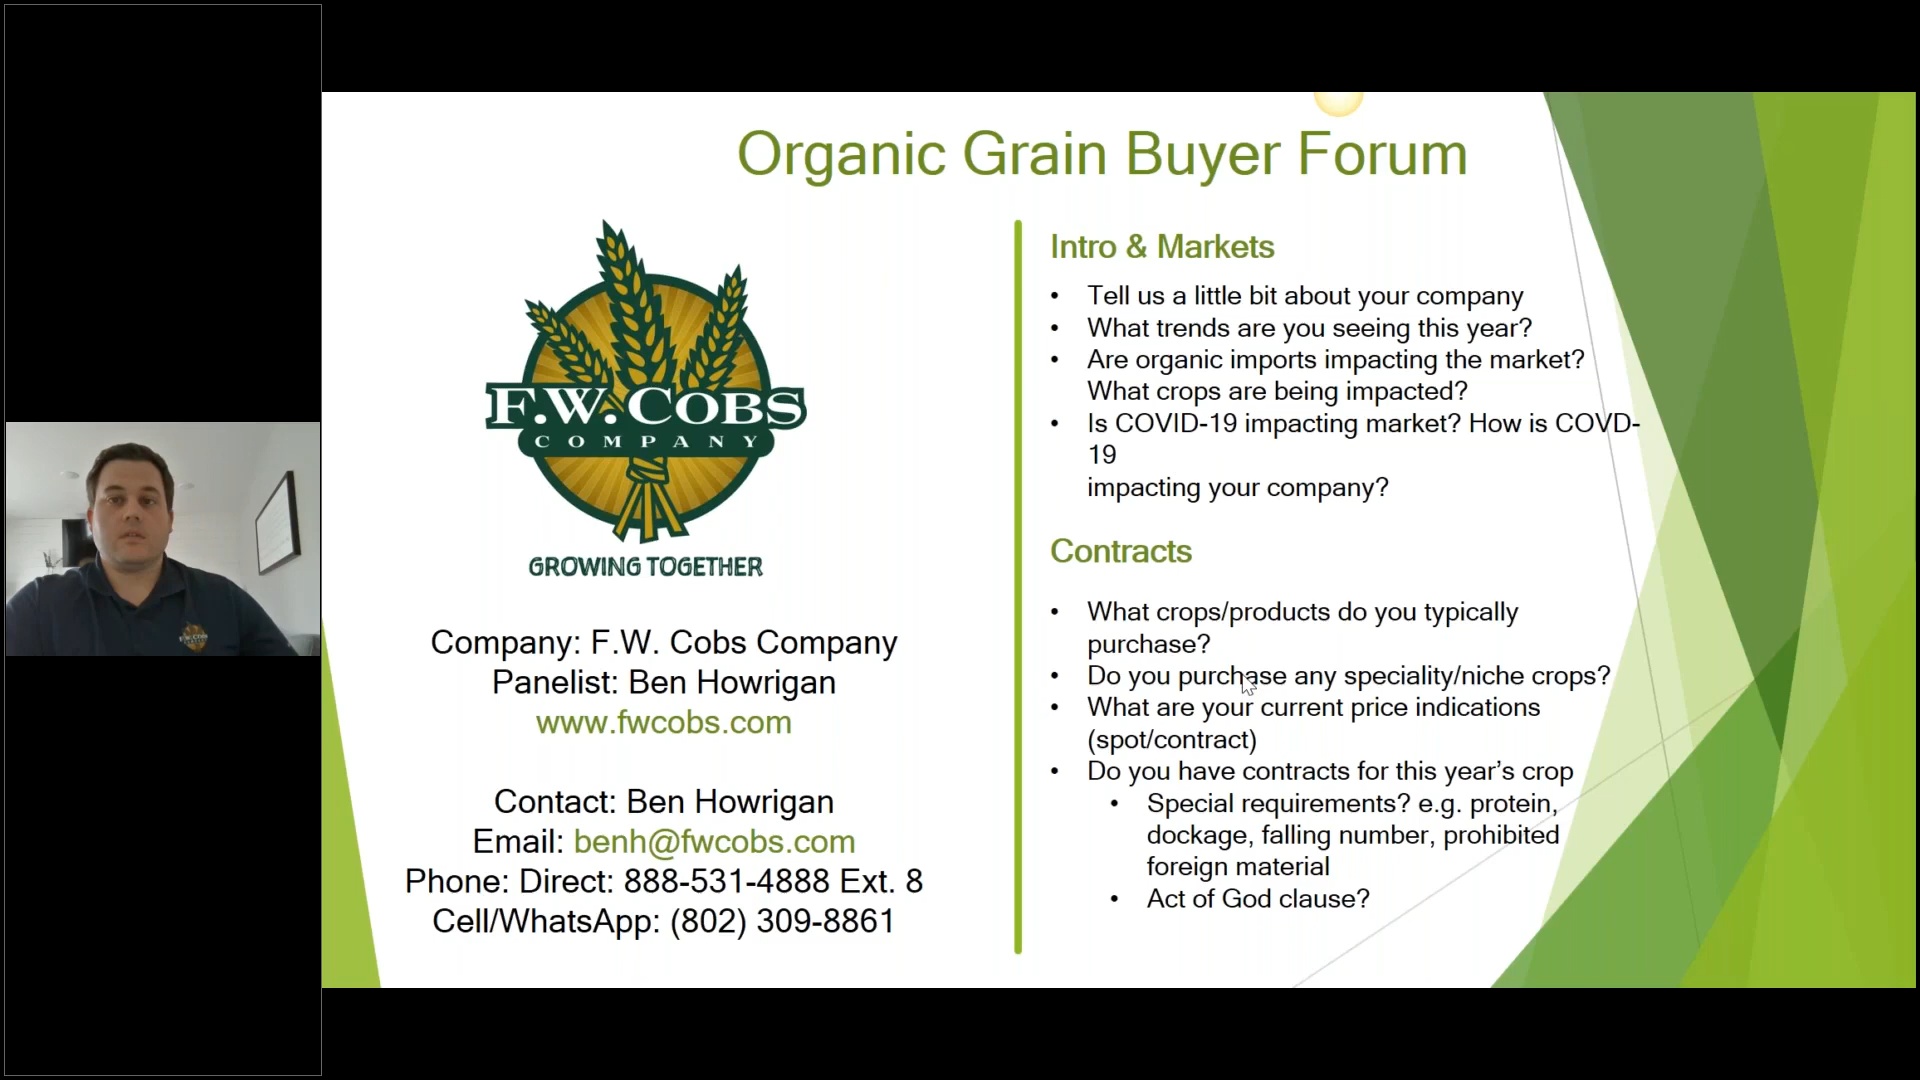 Organic Grain Buyer Forum
F.W. COBS
COMPANY
GROWING TOGETHER
Company: F.W. Cobs Company
Panelist: Ben Howrigan
www.fwcobs.com
Contact: Ben Howrigan
Email: benh@fwcobs.com
Phone: Direct: 888-531-4888 Ext. 8
Cell/WhatsApp: (802) 309-8861
Intro & Markets
• Tell us a little bit about your company
• What trends are you seeing this year?
• Are organic imports impacting the market?
What crops are being impacted?
• Is COVID-19 impacting market? How is COVD-
19
impacting your company?
Contracts
• What crops/products do you typically
purchase?
• Do you purchase any speciality/niche crops?
• What are your current price indications
(spot/contract)
• Do you have contracts for this year’s crop
• Special requirements? e.g. protein,
dockage, falling number, prohibited
foreign material
• Act of God clause?